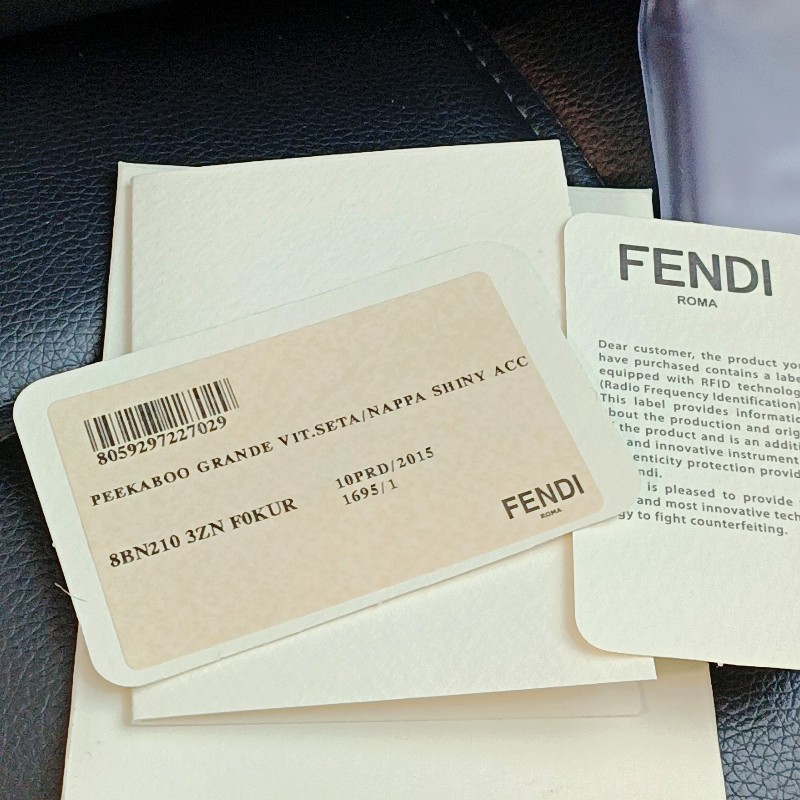 8059297227029
PEEKABOO GRANDE VIT.SETA/NAPPA SHINY ACC
8BN210 3ZN F0KUR
10PRD/2015
1695/1
FENDI
ROMA
FENDI
ROMA
Dear customer, the product you
have purchased contains a labe
equipped with RFID technolog
(Radio Frequency Identification)
This label provides informatio
bout the production and orig
the product and is an additi
and innovative instrument
enticity protection provid
ndi.
is pleased to provide
and most innovative tech
gy to fight counterfeiting.